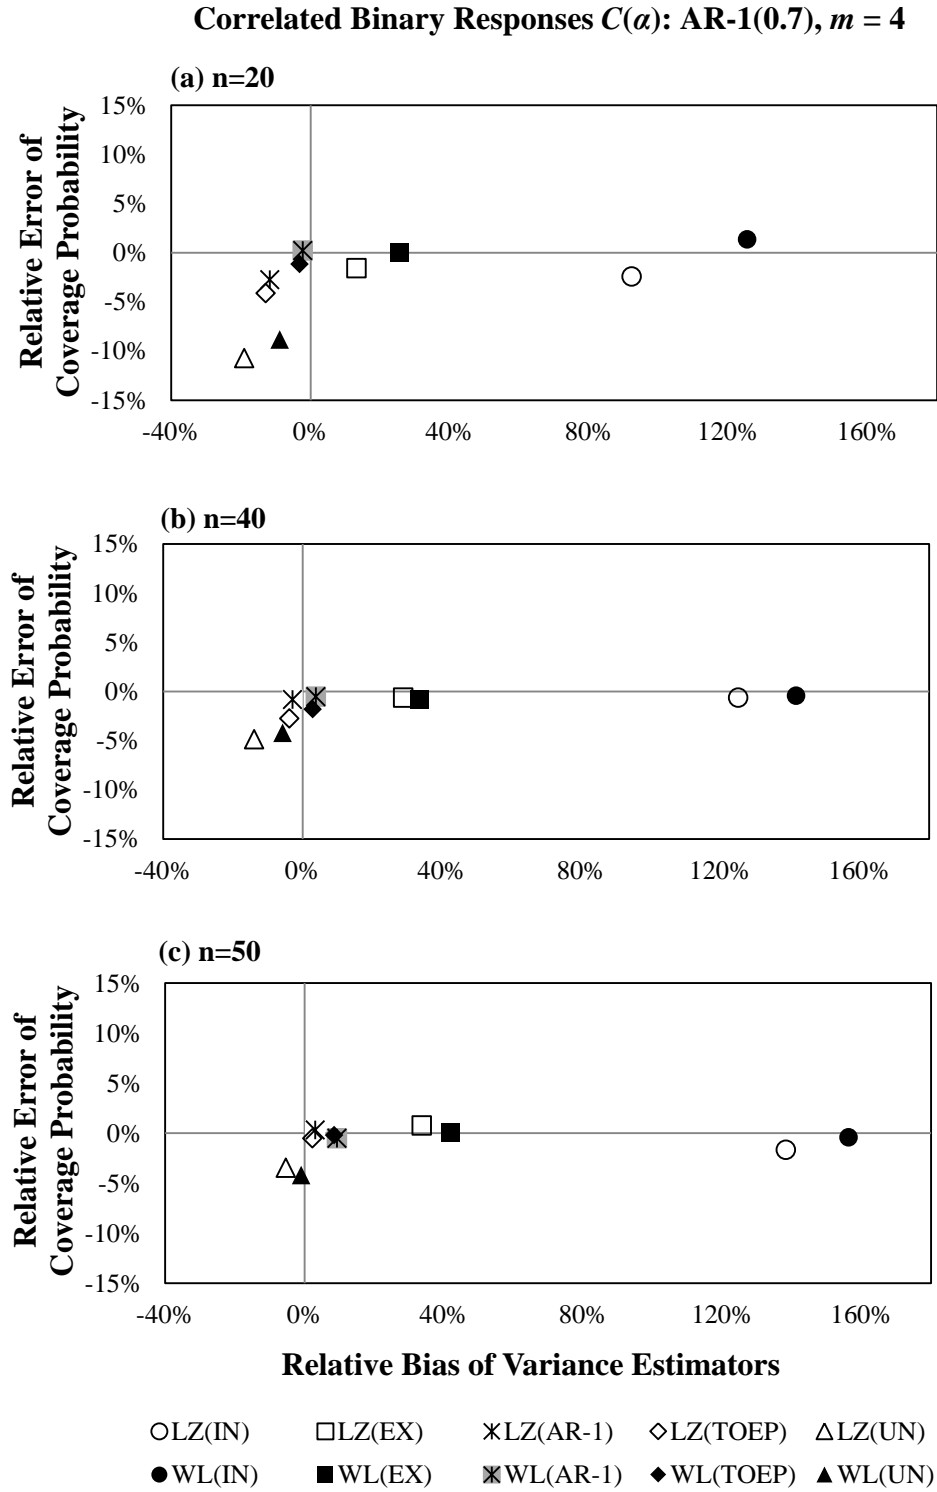 Correlated Binary Responses C(α): AR-1(0.7), m = 4
(a) n=20
Relative Error of
Coverage Probability
15%
10%
5%
0%
-5%
-10%
-15%
-40% 0% 40% 80% 120% 160%
(b) n=40
Relative Error of
Coverage Probability
15%
10%
5%
0%
-5%
-10%
-15%
-40% 0% 40% 80% 120% 160%
(c) n=50
Relative Error of
Coverage Probability
15%
10%
5%
0%
-5%
-10%
-15%
-40% 0% 40% 80% 120% 160%
Relative Bias of Variance Estimators
LZ(IN) LZ(EX) LZ(AR-1) LZ(TOEP) LZ(UN)
WL(IN) WL(EX) WL(AR-1) WL(TOEP) WL(UN)